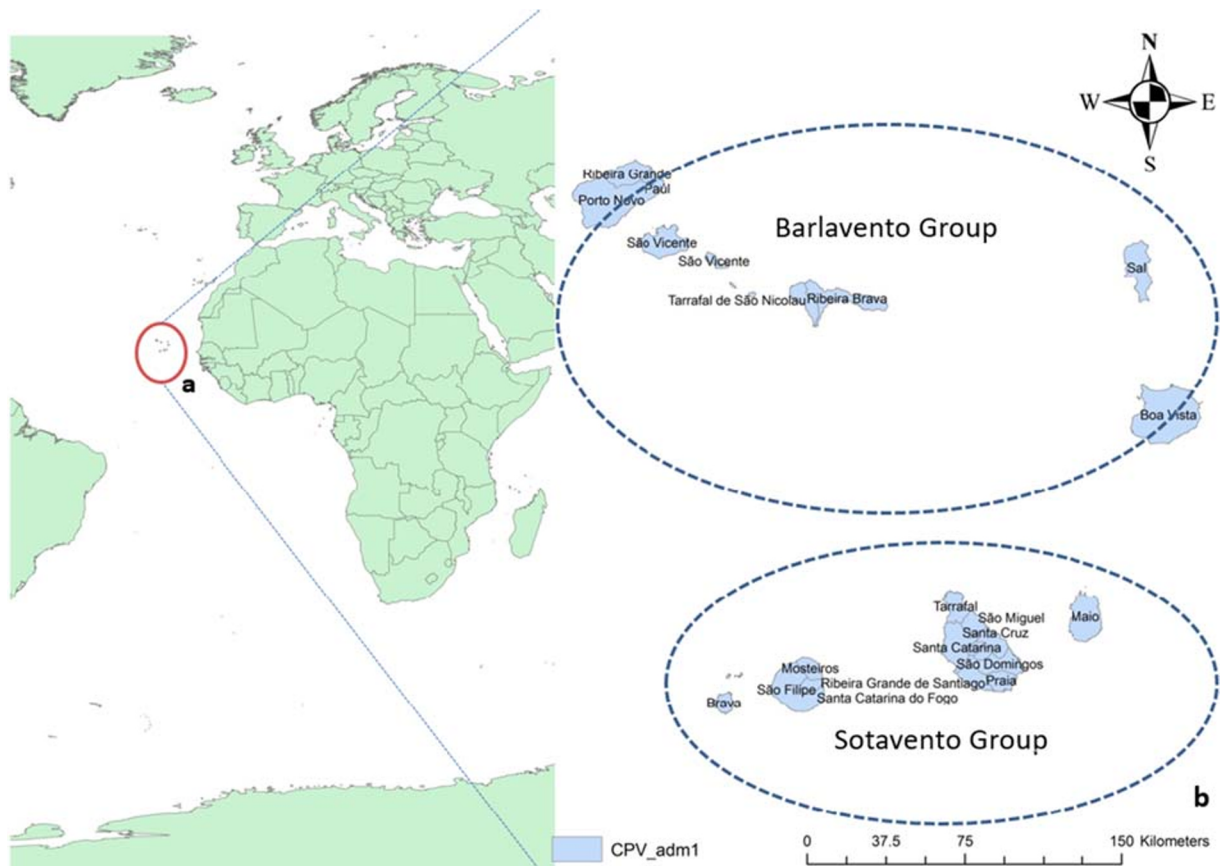 N
W
E
S
Ribeira Grande
Paúl
Porto Novo
Barlavento Group
São Vicente
São Vicente
Sal
Tarrafal de São Nicolau
Ribeira Brava
a
Boa Vista
Tarrafal
São Miguel
Maio
Santa Cruz
Santa Catarina
São Domingos
Mosteiros
Ribeira Grande de Santiago
Praia
São Filipe
Santa Catarina do Fogo
Brava
Sotavento Group
b
CPV_adm1
0 37.5 75 150 Kilometers